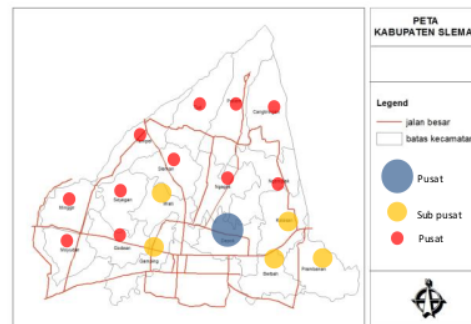 PETA
KABUPATEN SLEMA
Legend
jalan besar
batas kecamatan
Pusat
Sub pusat
Pusat
Cangkringan
Tempel
Sleman
Ngaglik
Minggir
Seyegan
Mlati
Moyudan
Godean
Gamping
Depok
Kalasan
Berbah
Prambanan